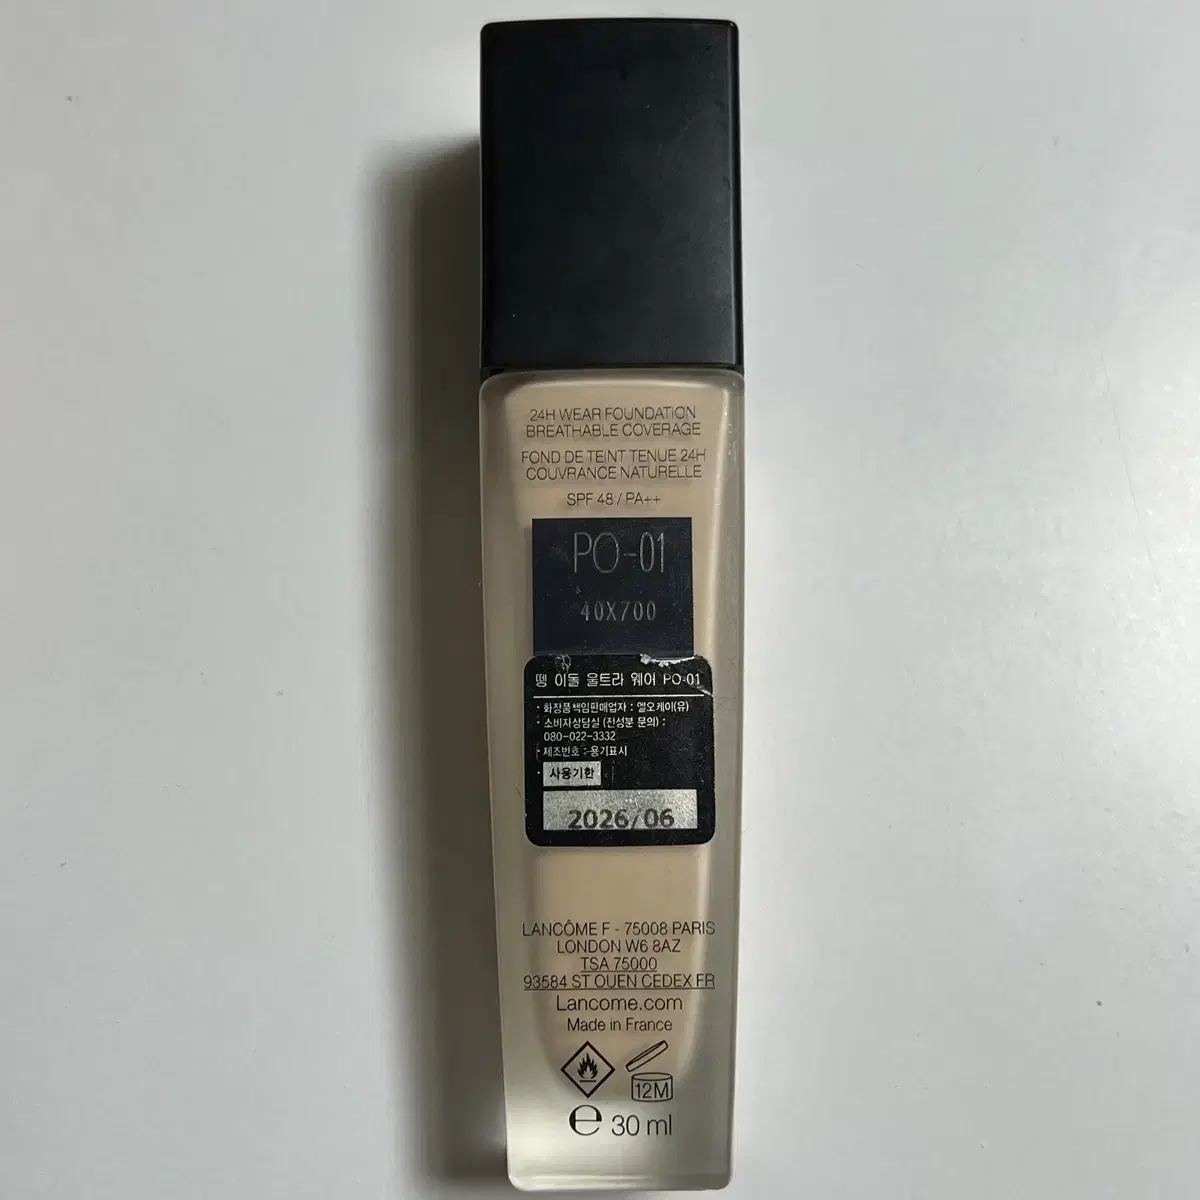 24H WEAR FOUNDATION
BREATHABLE COVERAGE
FOND DE TEINT TENUE 24H
COUVRANCE NATURELLE
SPF 48 / PA++
PO-01
40X700
뗑 이돌 울트라 웨어 PO-01
· 화장품책임판매업자 : 엘오케이(유)
· 소비자상담실 (전성분 문의) :
080-022-3332
· 제조번호 : 용기표시
· 사용기한
2026/06
LANCÔME F - 75008 PARIS
LONDON W6 8AZ
TSA 75000
93584 ST OUEN CEDEX FR
Lancome.com
Made in France
12M
℮ 30 ml